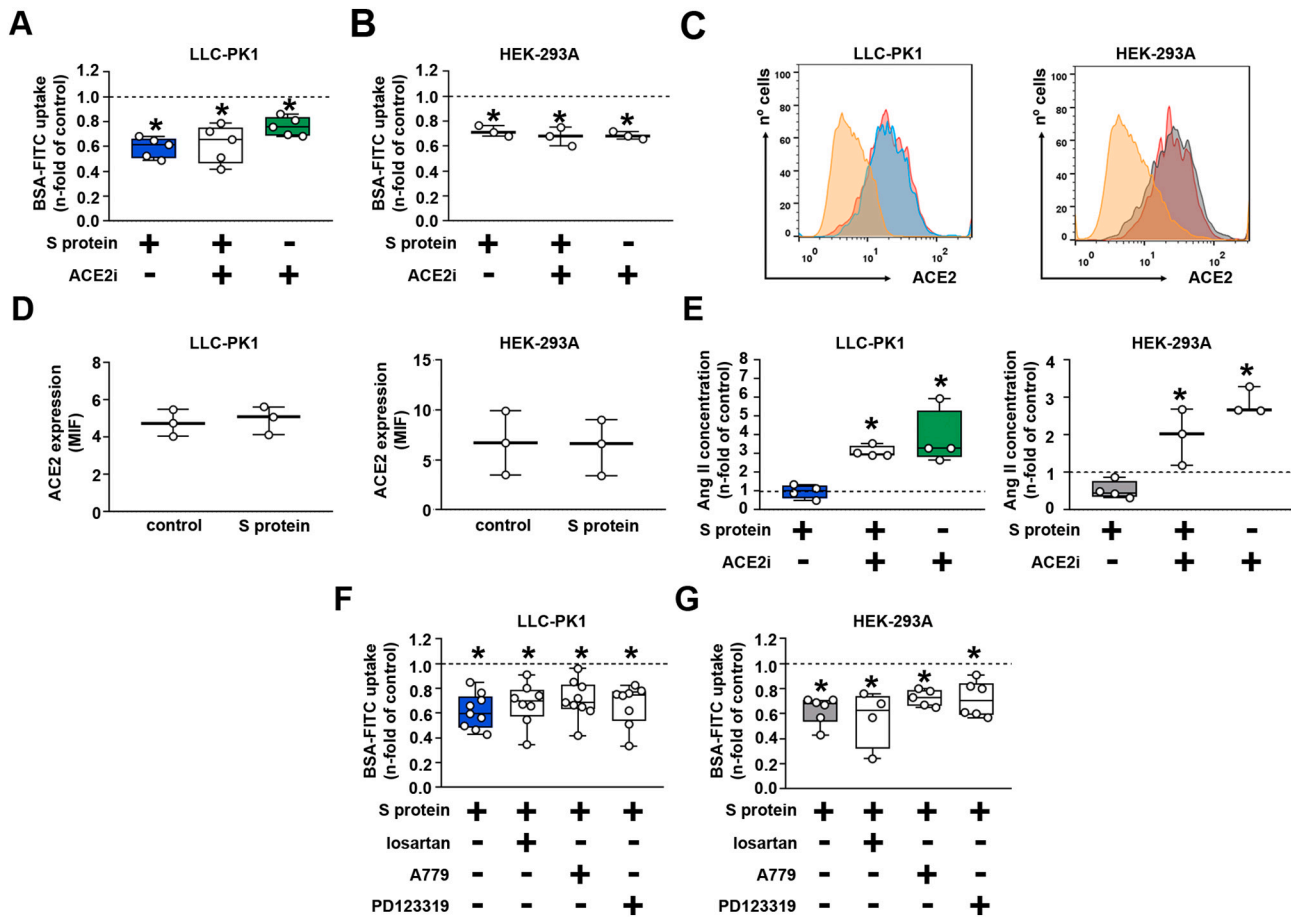 A
LLC-PK1
BSA-FITC uptake
(n-fold of control)
1.2
1.0
0.8
0.6
0.4
0.2
0.0
* * *
S protein + + -
ACE2i - + +
B
HEK-293A
BSA-FITC uptake
(n-fold of control)
1.2
1.0
0.8
0.6
0.4
0.2
0.0
* * *
S protein + + -
ACE2i - + +
C
LLC-PK1
nº cells
100
80
60
40
20
0
10⁰ 10¹ 10²
ACE2
HEK-293A
nº cells
100
80
60
40
20
0
10⁰ 10¹ 10²
ACE2
D
LLC-PK1
ACE2 expression
(MIF)
8
6
4
2
0
control S protein
HEK-293A
ACE2 expression
(MIF)
15
10
5
0
control S protein
E
LLC-PK1
Ang II concentration
(n-fold of control)
8
7
6
5
4
3
2
1
0
* *
S protein + + -
ACE2i - + +
HEK-293A
Ang II concentration
(n-fold of control)
4
3
2
1
0
* *
+ + -
- + +
F
LLC-PK1
BSA-FITC uptake
(n-fold of control)
1.2
1.0
0.8
0.6
0.4
0.2
0.0
* * * *
S protein + + + +
losartan - + - -
A779 - - + -
PD123319 - - - +
G
HEK-293A
BSA-FITC uptake
(n-fold of control)
1.2
1.0
0.8
0.6
0.4
0.2
0.0
* * * *
+ + + +
- + - -
- - + -
- - - +